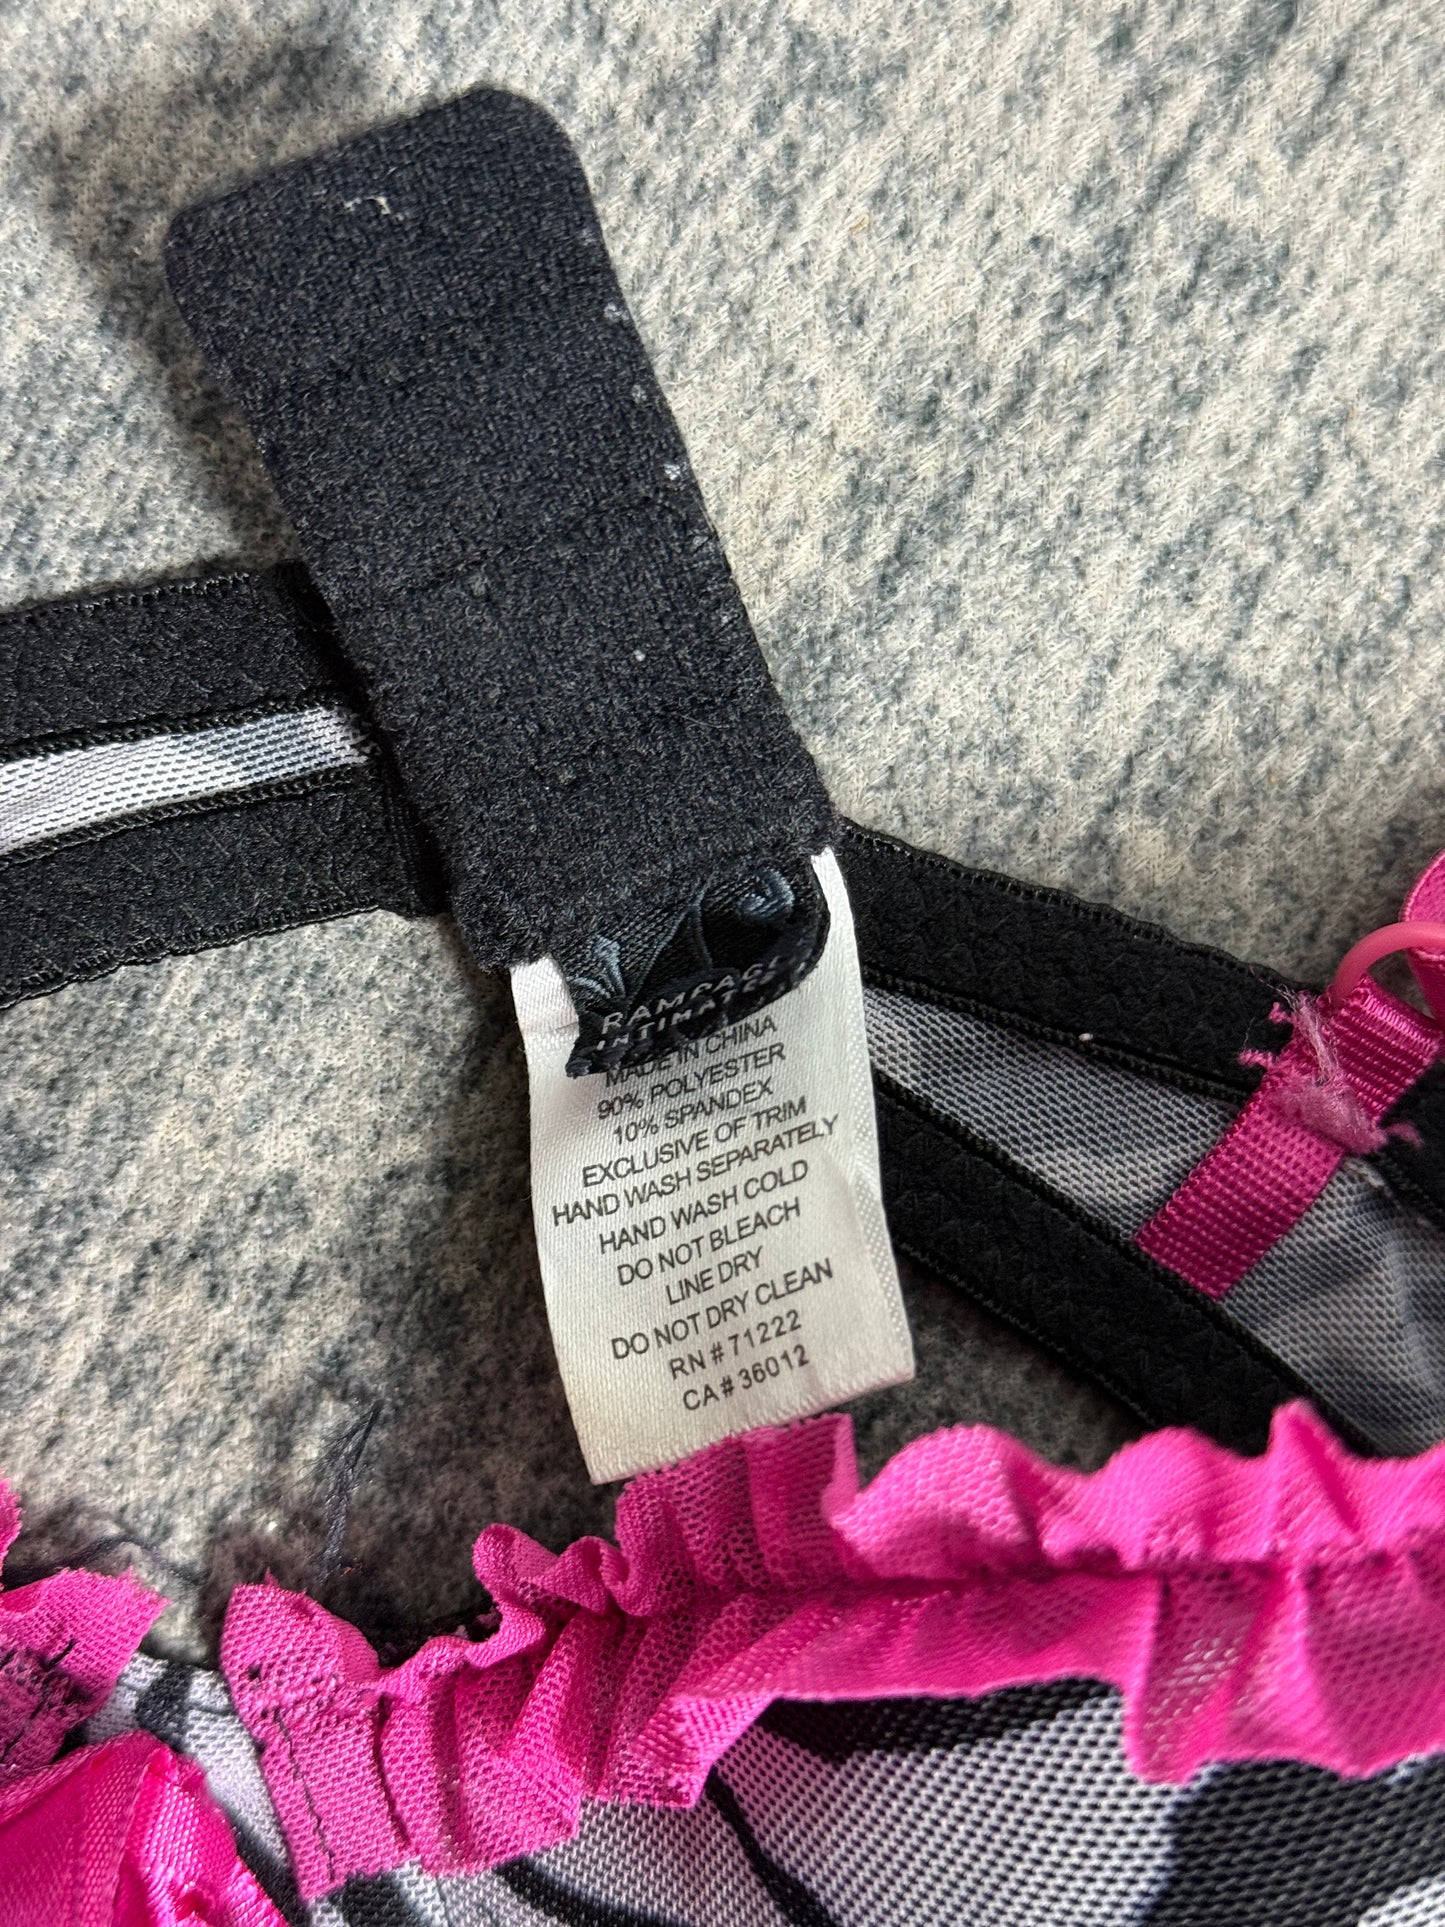 RAMPAGE
INTIMATES
MADE IN CHINA
90% POLYESTER
10% SPANDEX
EXCLUSIVE OF TRIM
HAND WASH SEPARATELY
HAND WASH COLD
DO NOT BLEACH
LINE DRY
DO NOT DRY CLEAN
RN # 71222
CA # 36012